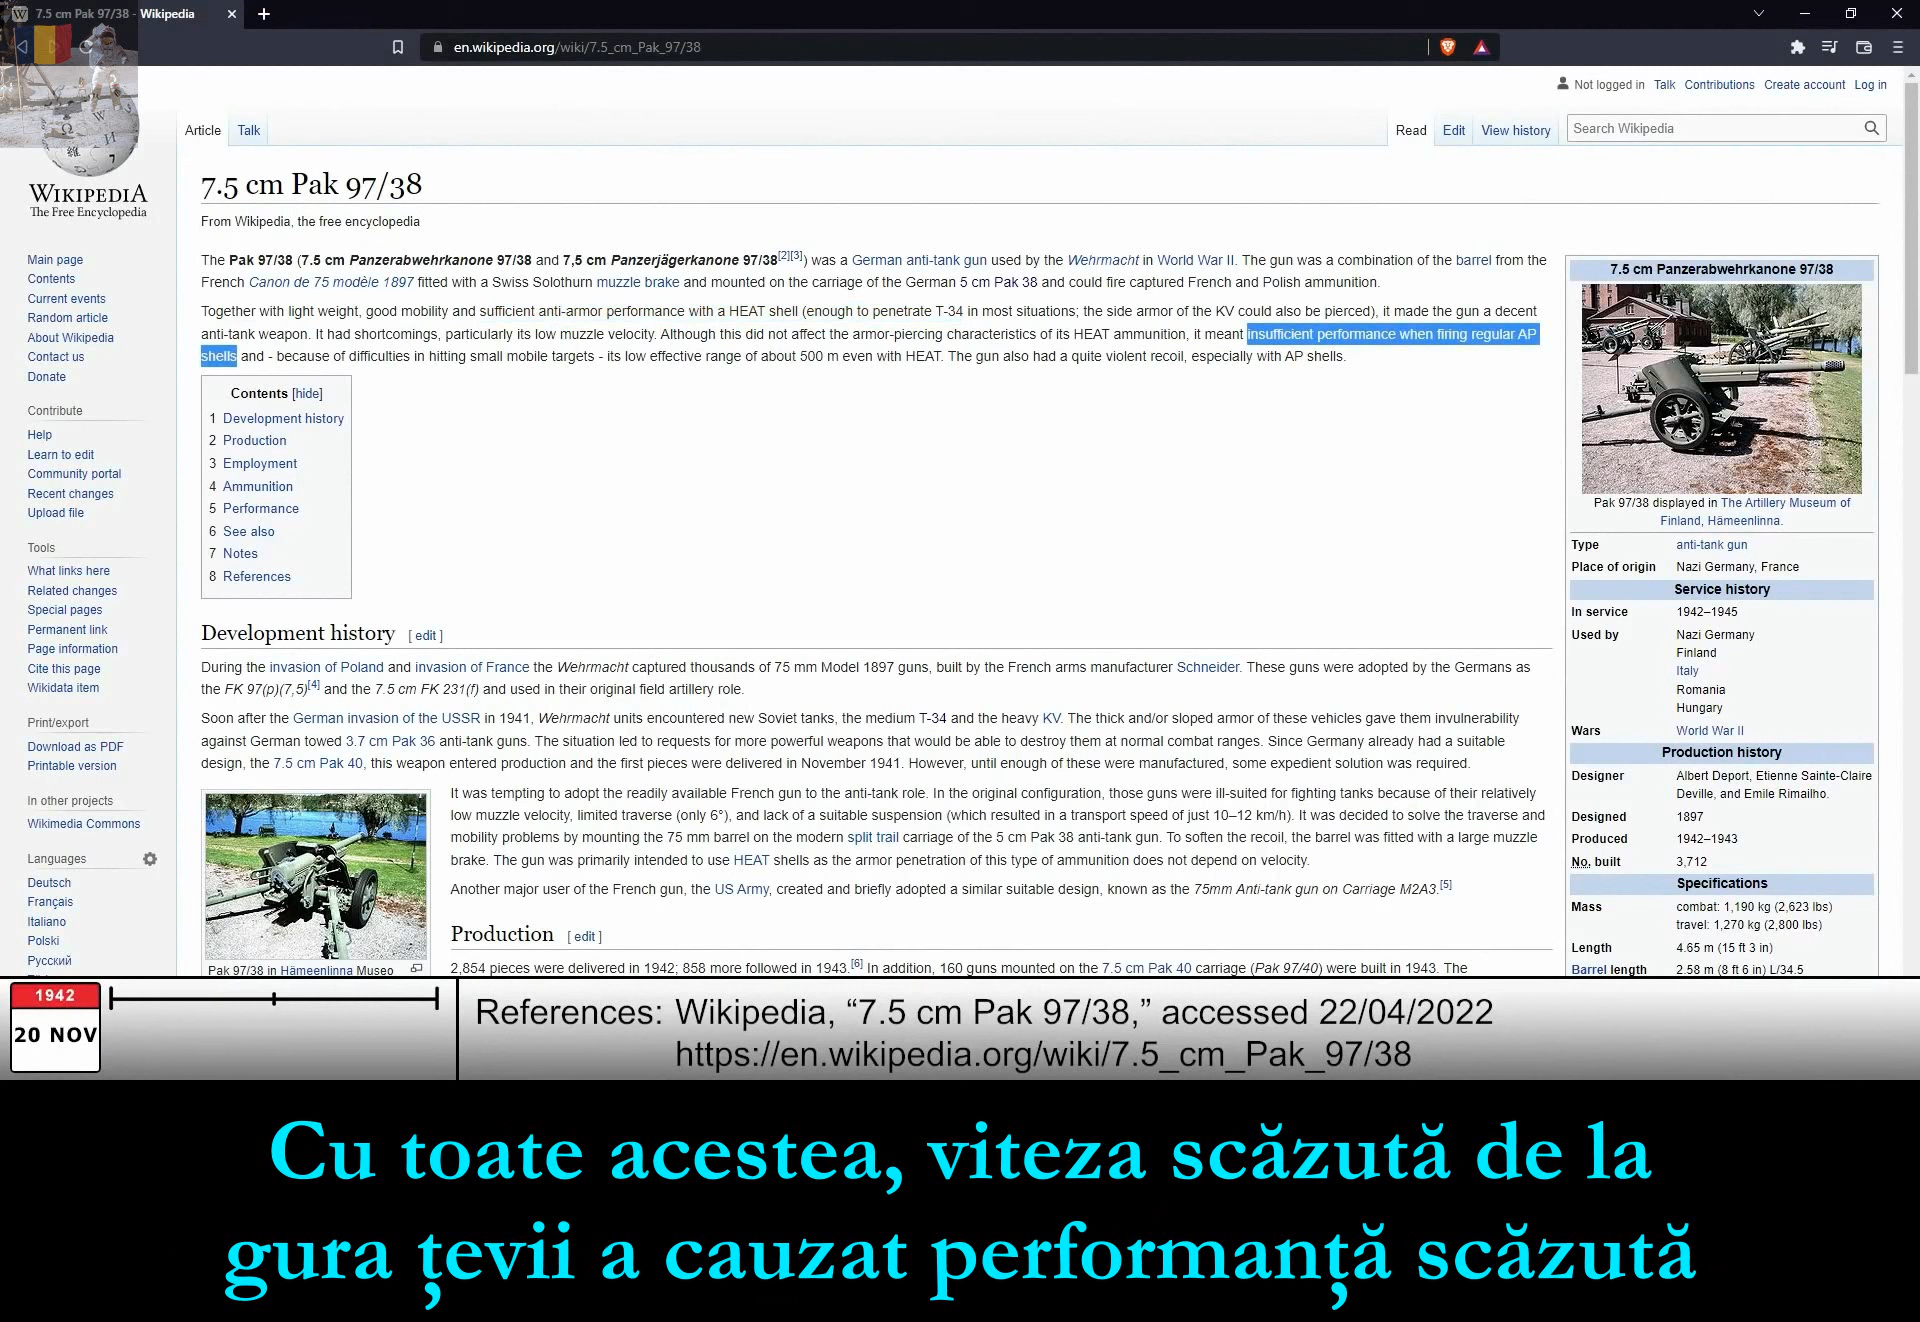 7.5 cm Pak 97/38 - Wikipedia
en.wikipedia.org/wiki/7.5_cm_Pak_97/38
Not logged in Talk Contributions Create account Log in
Article Talk
Read Edit View history Search Wikipedia
WIKIPEDIA
The Free Encyclopedia
Main page
Contents
Current events
Random article
About Wikipedia
Contact us
Donate
Contribute
Help
Learn to edit
Community portal
Recent changes
Upload file
Tools
What links here
Related changes
Special pages
Permanent link
Page information
Cite this page
Wikidata item
Print/export
Download as PDF
Printable version
In other projects
Wikimedia Commons
Languages
Deutsch
Français
Italiano
Polski
Русский
7.5 cm Pak 97/38
From Wikipedia, the free encyclopedia
The Pak 97/38 (7.5 cm Panzerabwehrkanone 97/38 and 7,5 cm Panzerjägerkanone 97/38[2][3]) was a German anti-tank gun used by the Wehrmacht in World War II. The gun was a combination of the barrel from the
French Canon de 75 modèle 1897 fitted with a Swiss Solothurn muzzle brake and mounted on the carriage of the German 5 cm Pak 38 and could fire captured French and Polish ammunition.
Together with light weight, good mobility and sufficient anti-armor performance with a HEAT shell (enough to penetrate T-34 in most situations; the side armor of the KV could also be pierced), it made the gun a decent
anti-tank weapon. It had shortcomings, particularly its low muzzle velocity. Although this did not affect the armor-piercing characteristics of its HEAT ammunition, it meant insufficient performance when firing regular AP
shells and - because of difficulties in hitting small mobile targets - its low effective range of about 500 m even with HEAT. The gun also had a quite violent recoil, especially with AP shells.
Contents [hide]
1 Development history
2 Production
3 Employment
4 Ammunition
5 Performance
6 See also
7 Notes
8 References
Development history [ edit ]
During the invasion of Poland and invasion of France the Wehrmacht captured thousands of 75 mm Model 1897 guns, built by the French arms manufacturer Schneider. These guns were adopted by the Germans as
the FK 97(p)(7,5)[4] and the 7.5 cm FK 231(f) and used in their original field artillery role.
Soon after the German invasion of the USSR in 1941, Wehrmacht units encountered new Soviet tanks, the medium T-34 and the heavy KV. The thick and/or sloped armor of these vehicles gave them invulnerability
against German towed 3.7 cm Pak 36 anti-tank guns. The situation led to requests for more powerful weapons that would be able to destroy them at normal combat ranges. Since Germany already had a suitable
design, the 7.5 cm Pak 40, this weapon entered production and the first pieces were delivered in November 1941. However, until enough of these were manufactured, some expedient solution was required.
It was tempting to adopt the readily available French gun to the anti-tank role. In the original configuration, those guns were ill-suited for fighting tanks because of their relatively
low muzzle velocity, limited traverse (only 6°), and lack of a suitable suspension (which resulted in a transport speed of just 10–12 km/h). It was decided to solve the traverse and
mobility problems by mounting the 75 mm barrel on the modern split trail carriage of the 5 cm Pak 38 anti-tank gun. To soften the recoil, the barrel was fitted with a large muzzle
brake. The gun was primarily intended to use HEAT shells as the armor penetration of this type of ammunition does not depend on velocity.
Another major user of the French gun, the US Army, created and briefly adopted a similar suitable design, known as the 75mm Anti-tank gun on Carriage M2A3.[5]
Pak 97/38 in Hämeenlinna Museo
Production [ edit ]
2,854 pieces were delivered in 1942; 858 more followed in 1943.[6] In addition, 160 guns mounted on the 7.5 cm Pak 40 carriage (Pak 97/40) were built in 1943. The
7.5 cm Panzerabwehrkanone 97/38
Pak 97/38 displayed in The Artillery Museum of
Finland, Hämeenlinna.
Type anti-tank gun
Place of origin Nazi Germany, France
Service history
In service 1942–1945
Used by Nazi Germany
Finland
Italy
Romania
Hungary
Wars World War II
Production history
Designer Albert Deport, Etienne Sainte-Claire
Deville, and Emile Rimailho.
Designed 1897
Produced 1942–1943
No. built 3,712
Specifications
Mass combat: 1,190 kg (2,623 lbs)
travel: 1,270 kg (2,800 lbs)
Length 4.65 m (15 ft 3 in)
Barrel length 2.58 m (8 ft 6 in) L/34.5
1942
20 NOV
References: Wikipedia, “7.5 cm Pak 97/38,” accessed 22/04/2022
https://en.wikipedia.org/wiki/7.5_cm_Pak_97/38
Cu toate acestea, viteza scăzută de la
gura țevii a cauzat performanță scăzută